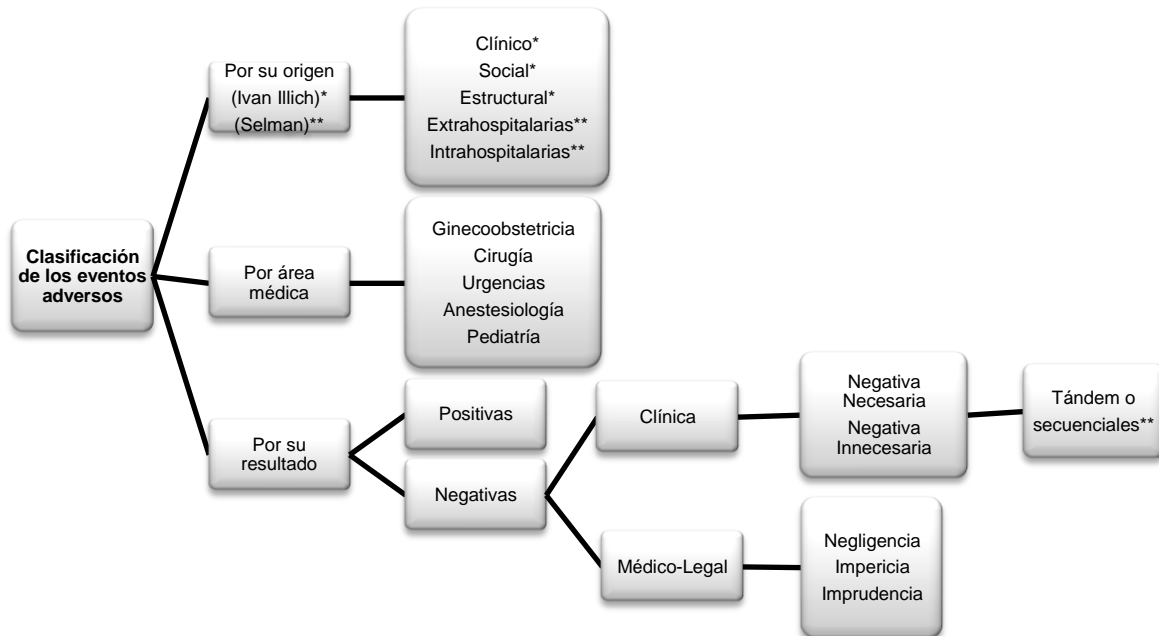 Clasificación
de los eventos
adversos
Por su origen
(Ivan Illich)*
(Selman)**
Clínico*
Social*
Estructural*
Extrahospitalarias**
Intrahospitalarias**
Por área
médica
Ginecoobstetricia
Cirugía
Urgencias
Anestesiología
Pediatría
Por su
resultado
Positivas
Negativas
Clínica
Negativa
Necesaria
Negativa
Innecesaria
Tándem o
secuenciales**
Médico-Legal
Negligencia
Impericia
Imprudencia